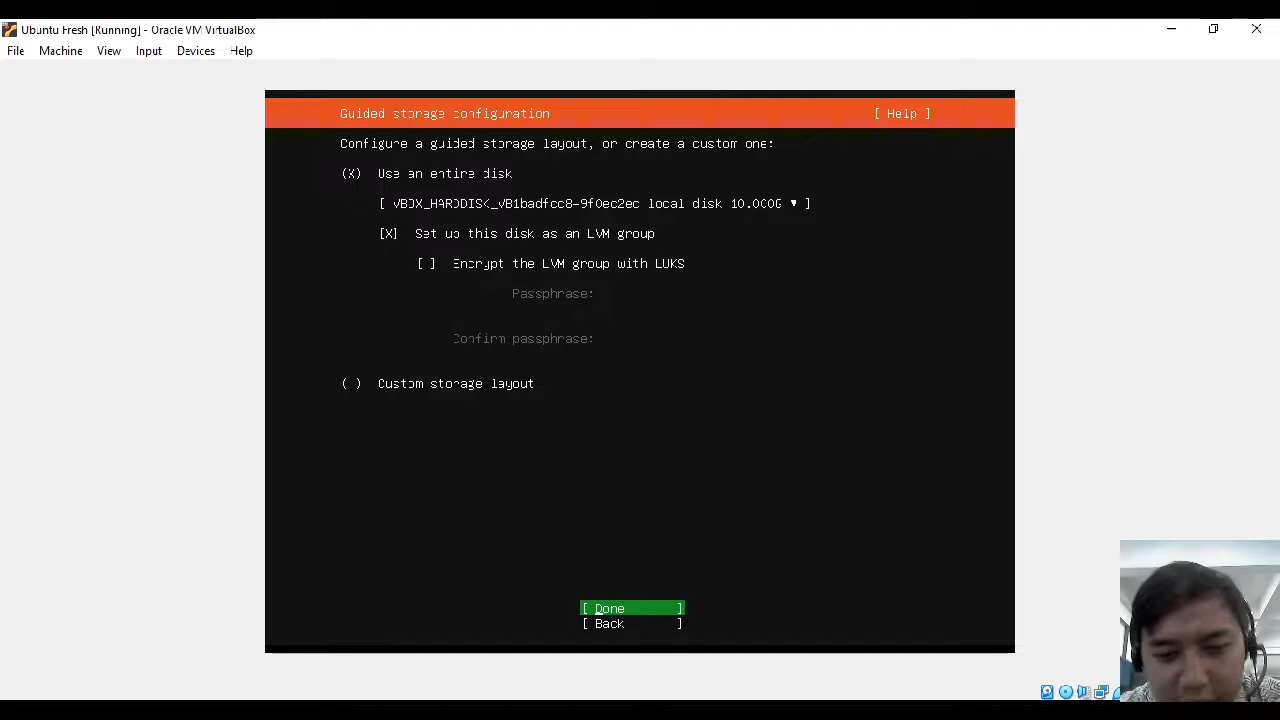 Ubuntu Fresh [Running] - Oracle VM VirtualBox
File Machine View Input Devices Help
Guided storage configuration [ Help ]
Configure a guided storage layout, or create a custom one:
(X) Use an entire disk
[ VBOX_HARDDISK_VB1badfcc8-9f0ec2ec local disk 10.000G ▼ ]
[X] Set up this disk as an LVM group
[ ] Encrypt the LVM group with LUKS
Passphrase:
Confirm passphrase:
( ) Custom storage layout
[ Done ]
[ Back ]